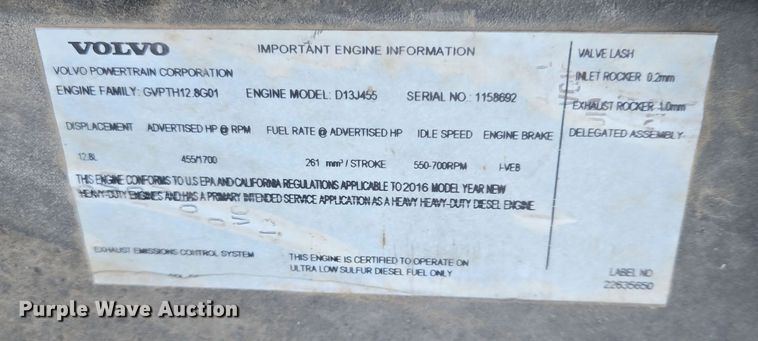 VOLVO IMPORTANT ENGINE INFORMATION
VOLVO POWERTRAIN CORPORATION
ENGINE FAMILY: GVPTH12.8G01 ENGINE MODEL: D13J455 SERIAL NO: 1158692
DISPLACEMENT ADVERTISED HP @ RPM FUEL RATE @ ADVERTISED HP IDLE SPEED ENGINE BRAKE
12.8L 455/1700 261 mm³ / STROKE 550-700RPM I-VEB
THIS ENGINE CONFORMS TO U.S EPA AND CALIFORNIA REGULATIONS APPLICABLE TO 2016 MODEL YEAR NEW
HEAVY-DUTY ENGINES AND HAS A PRIMARY INTENDED SERVICE APPLICATION AS A HEAVY HEAVY-DUTY DIESEL ENGINE
EXHAUST EMISSIONS CONTROL SYSTEM
THIS ENGINE IS CERTIFIED TO OPERATE ON
ULTRA LOW SULFUR DIESEL FUEL ONLY
VALVE LASH
INLET ROCKER 0.2mm
EXHAUST ROCKER 1.0mm
DELEGATED ASSEMBLY
LABEL NO
22635650
Purple Wave Auction